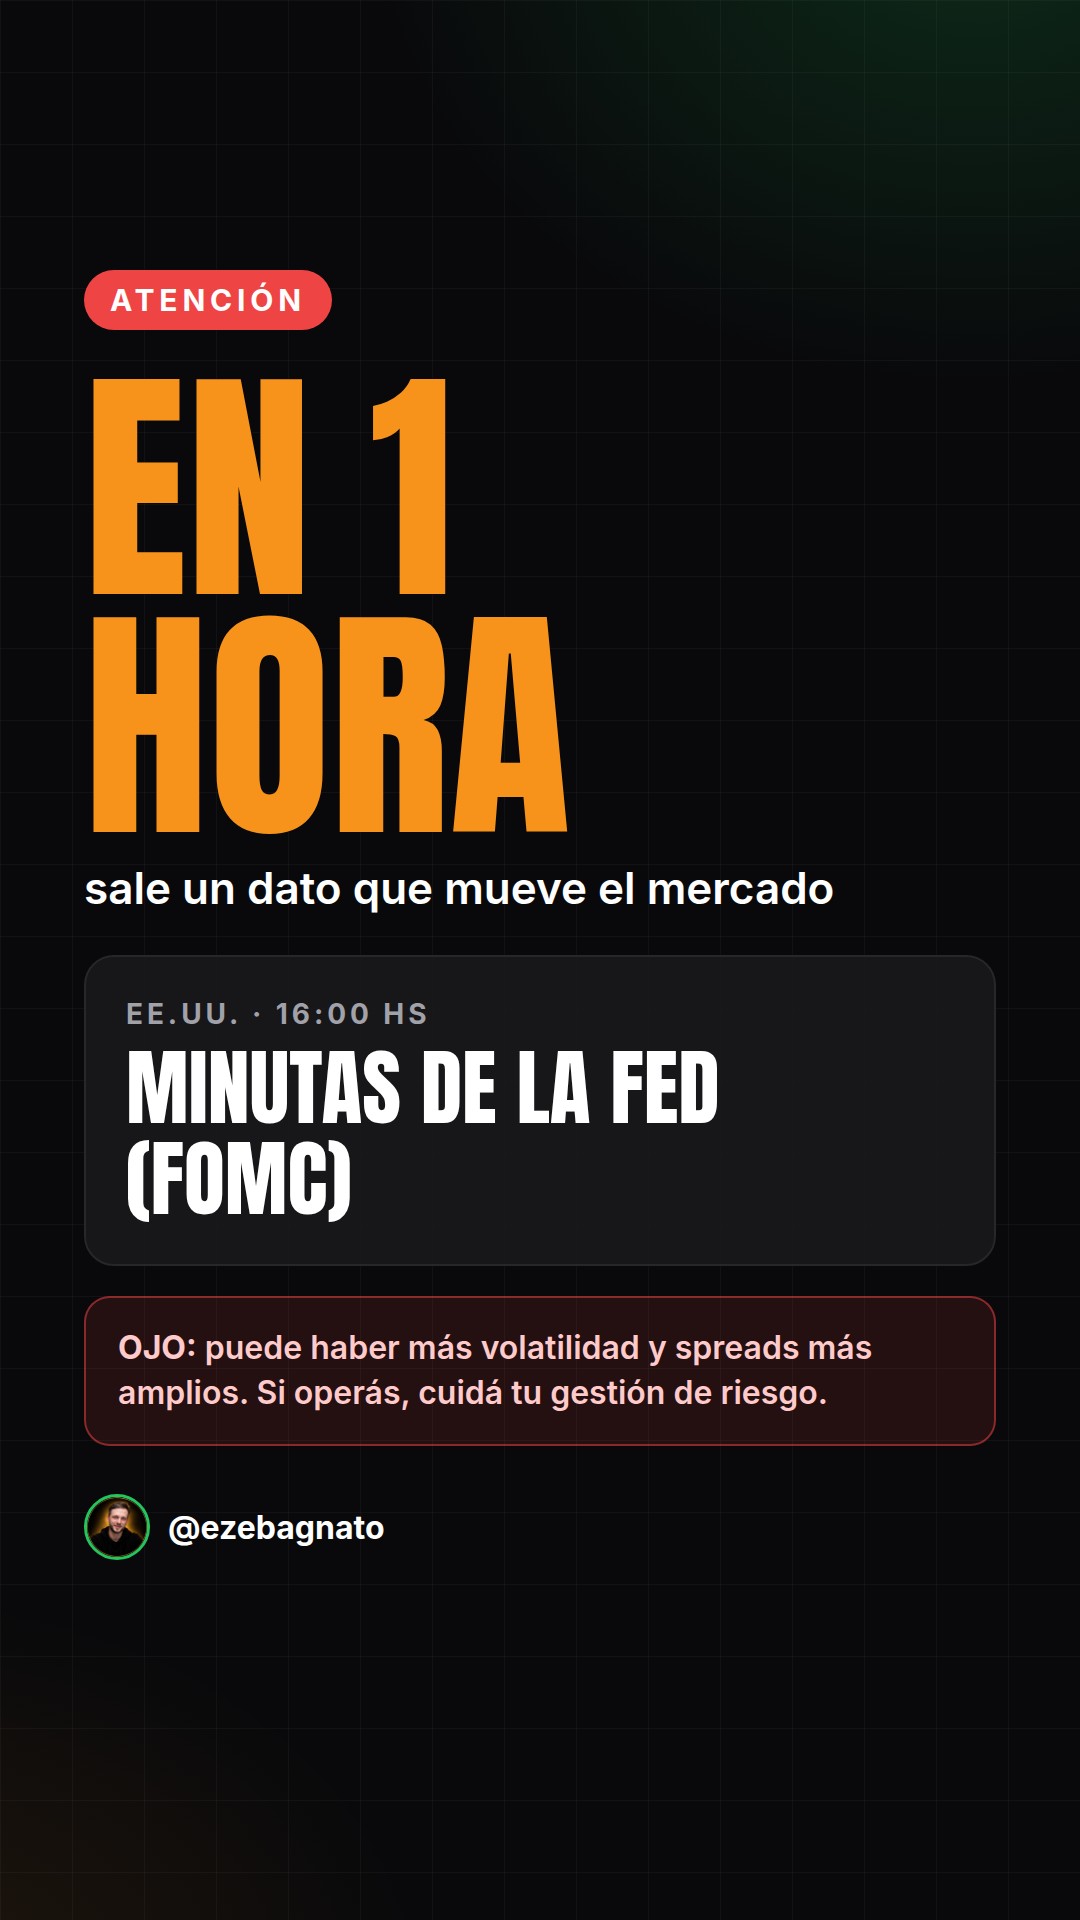 ATENCIÓN
EN 1
HORA
sale un dato que mueve el mercado
EE.UU. · 16:00 HS
MINUTAS DE LA FED
(FOMC)
OJO: puede haber más volatilidad y spreads más
amplios. Si operás, cuidá tu gestión de riesgo.
@ezebagnato